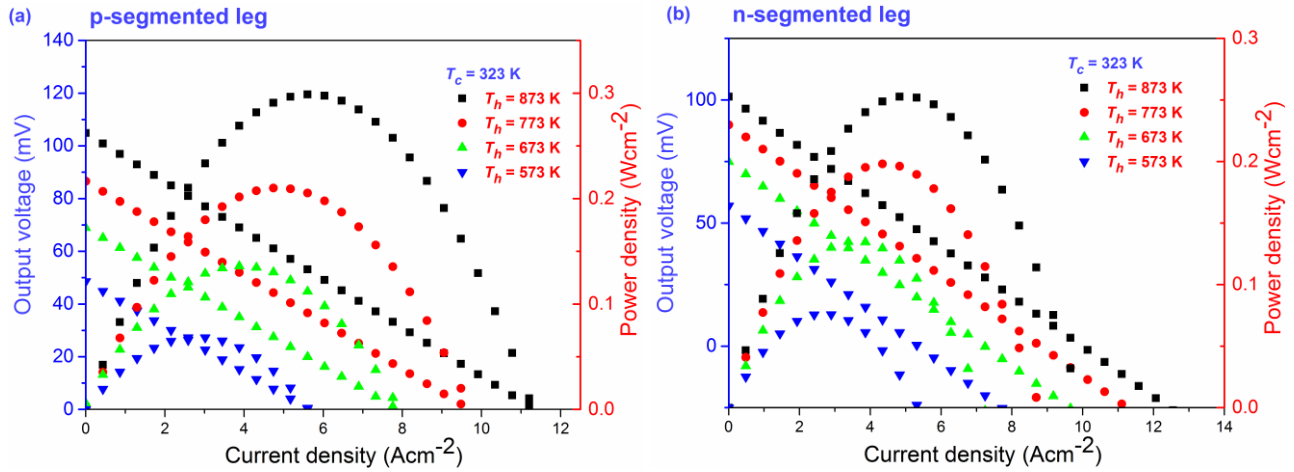 (a) p-segmented leg
Output voltage (mV)
140
120
100
80
60
40
20
0
T_c = 323 K
T_h = 873 K
T_h = 773 K
T_h = 673 K
T_h = 573 K
0.3
0.2
0.1
0.0
Power density (Wcm⁻²)
0 2 4 6 8 10 12
Current density (Acm⁻²)
(b) n-segmented leg
Output voltage (mV)
100
50
0
T_c = 323 K
T_h = 873 K
T_h = 773 K
T_h = 673 K
T_h = 573 K
0.3
0.2
0.1
0.0
Power density (Wcm⁻²)
0 2 4 6 8 10 12 14
Current density (Acm⁻²)